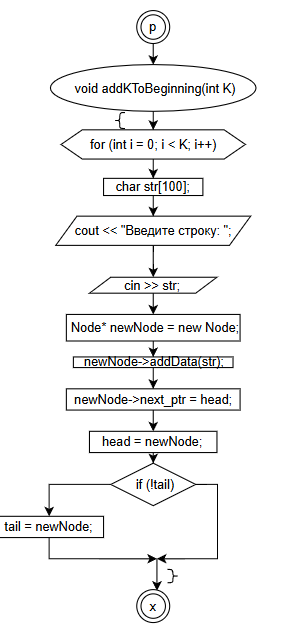 p
void addKToBeginning(int K)
{
for (int i = 0; i < K; i++)
char str[100];
cout << "Введите строку: ";
cin >> str;
Node* newNode = new Node;
newNode->addData(str);
newNode->next_ptr = head;
head = newNode;
if (!tail)
tail = newNode;
}
x